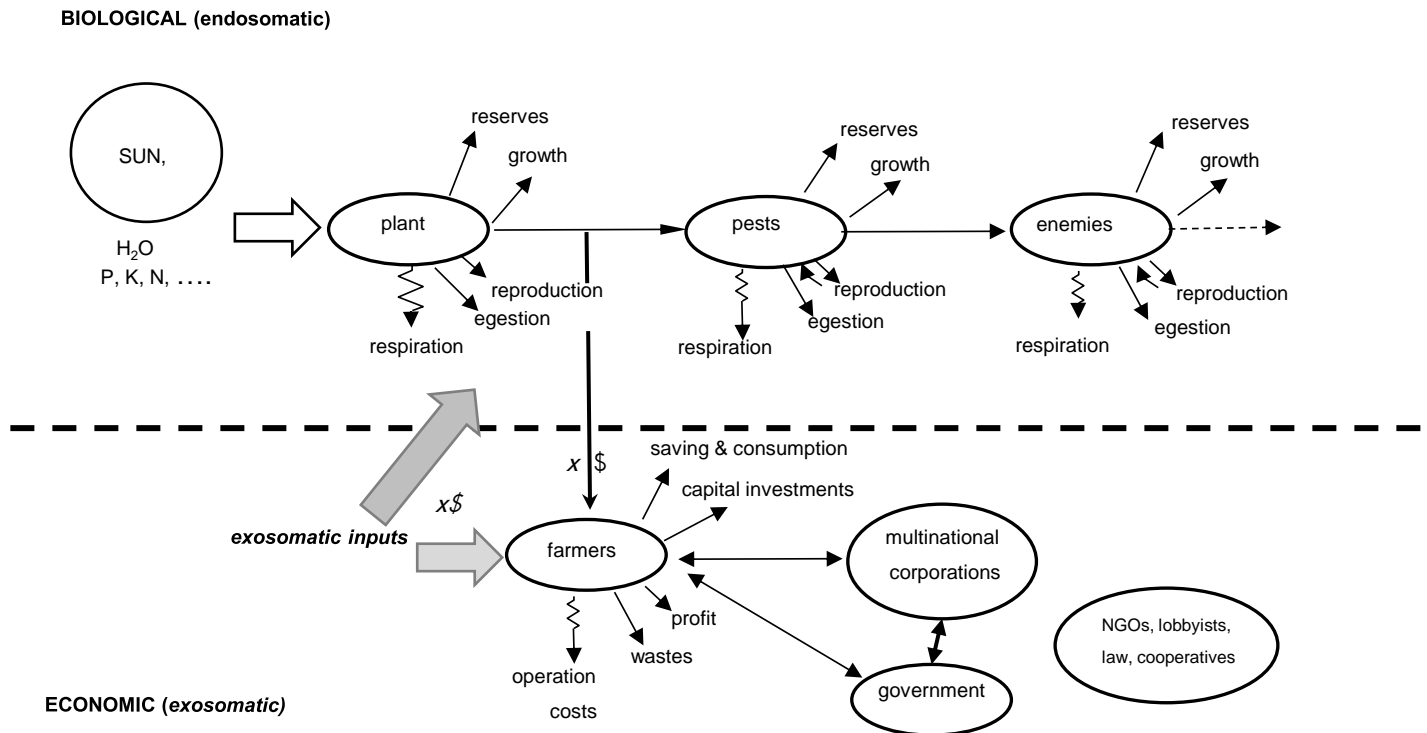 BIOLOGICAL (endosomatic)
SUN,
H₂O
P, K, N, ....
plant
reserves
growth
reproduction
egestion
respiration
pests
reserves
growth
reproduction
egestion
respiration
enemies
reserves
growth
reproduction
egestion
respiration
x $
x$
exosomatic inputs
farmers
saving & consumption
capital investments
profit
wastes
operation
costs
multinational
corporations
government
NGOs, lobbyists,
law, cooperatives
ECONOMIC (exosomatic)